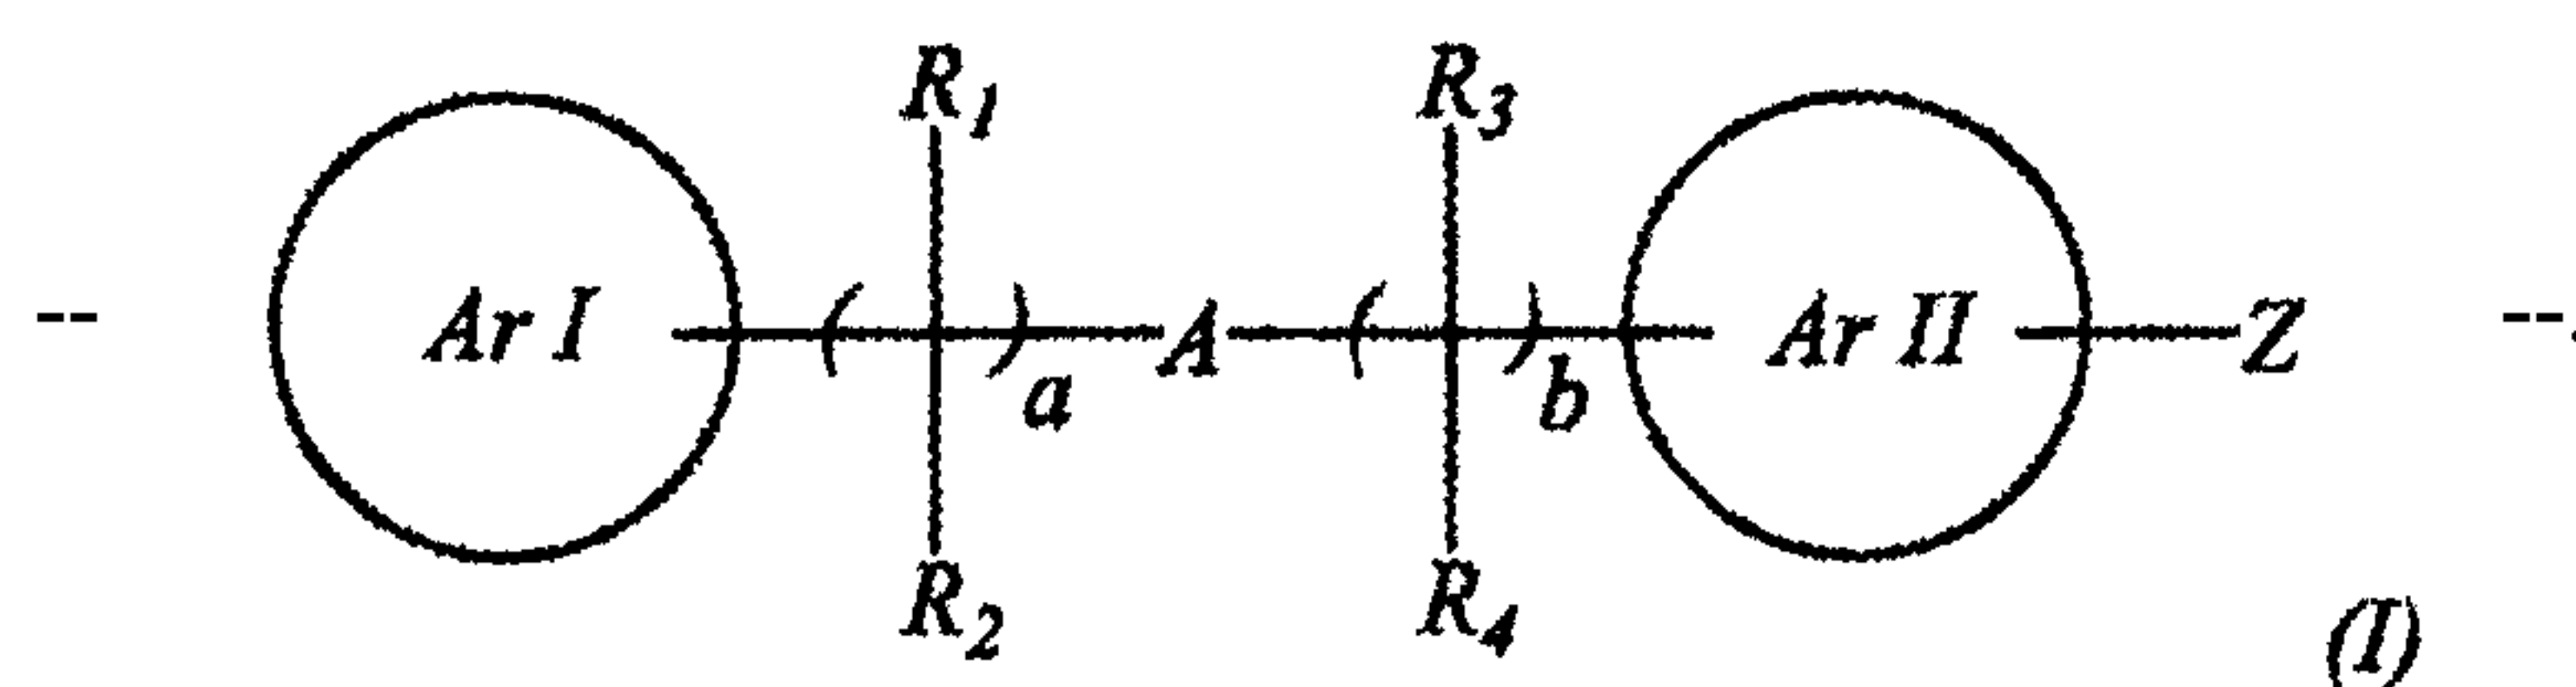 R1 R3
-- Ar I ( )a A ( )b Ar II Z --.
R2 R4
(I)